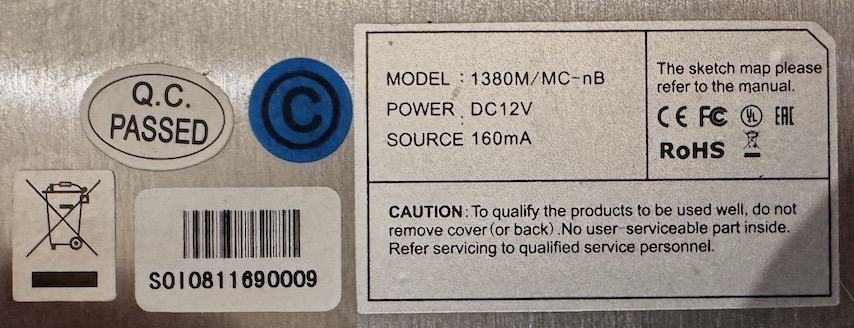 Q.C.
PASSED
C
S010811690009
MODEL : 1380M/MC-nB
POWER : DC12V
SOURCE 160mA
The sketch map please
refer to the manual.
CE FC UL EAC
RoHS
CAUTION: To qualify the products to be used well, do not
remove cover (or back). No user-serviceable part inside.
Refer servicing to qualified service personnel.